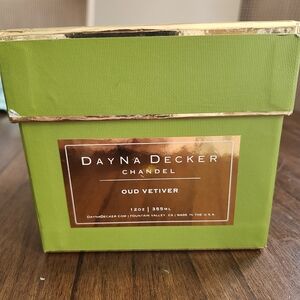 DAYNA DECKER
CHANDEL
OUD VETIVER
12OZ | 355ML
DAYNADECKER.COM | FOUNTAIN VALLEY, CA | MADE IN THE U.S.A.